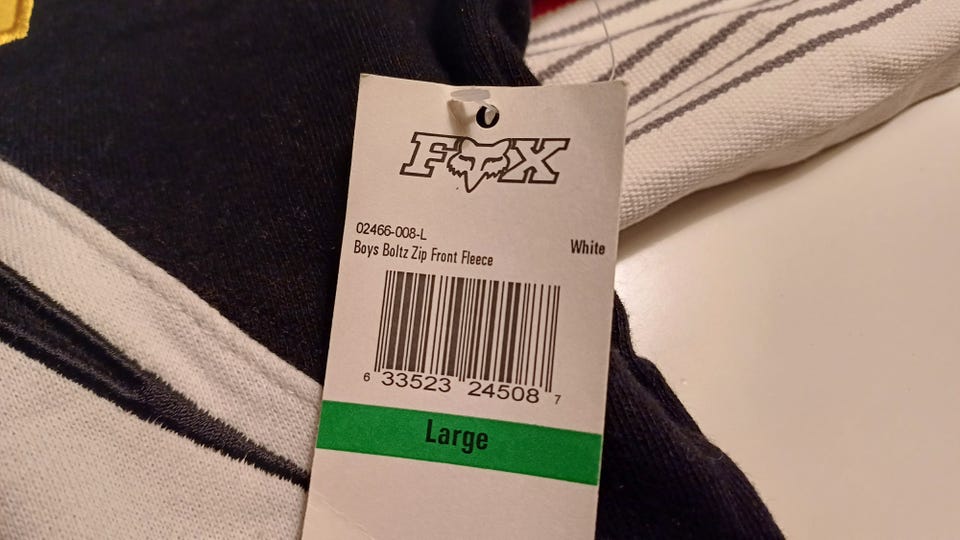 FOX
02466-008-L
Boys Boltz Zip Front Fleece White
6 33523 24508 7
Large